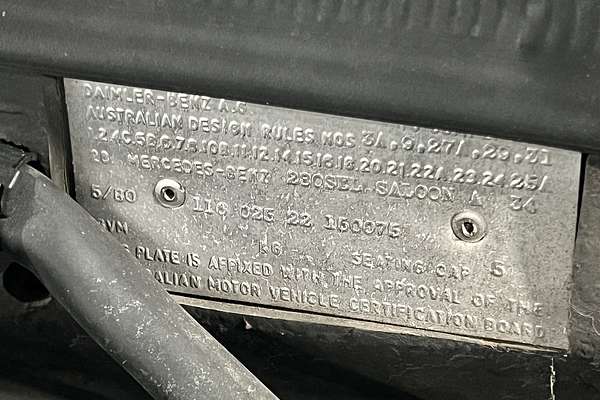 DAIMLER-BENZ A.G
AUSTRALIAN DESIGN RULES NOS 3A, 9, 27A, 29, 31
1.2.4C.5B.6.7.8.10B.11.12.14.15.16.18.20.21.22A.23.24.25A
28 MERCEDES-BENZ 280SEL SALOON A 34
5/80 116 025 22 150075
KG SEATING CAP 5
PLATE IS AFFIXED WITH THE APPROVAL OF THE
MOTOR VEHICLE CERTIFICATION BOARD